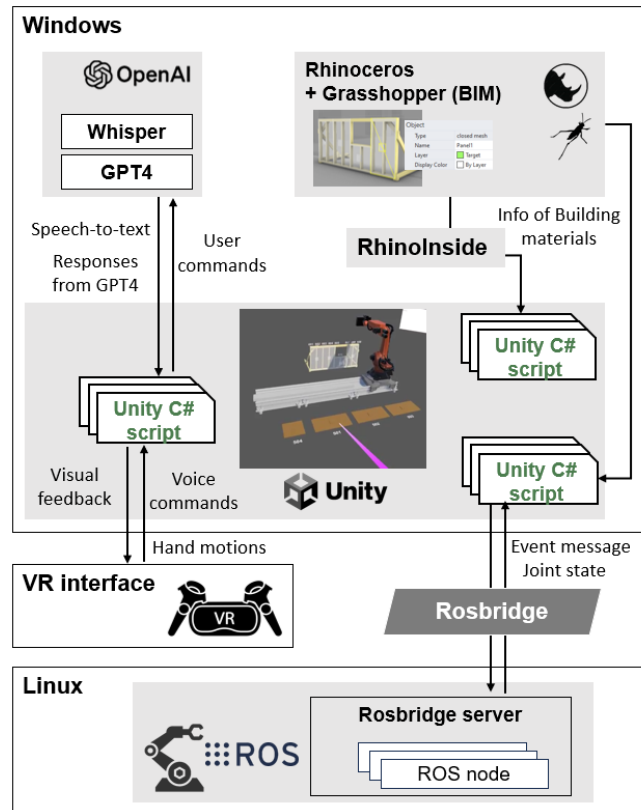 Windows
OpenAI
Whisper
GPT4
Rhinoceros
+ Grasshopper (BIM)
Object
Type closed mesh
Name Panel1
Layer Target
Display Color By Layer
Speech-to-text
Responses
from GPT4
User
commands
Info of Building
materials
RhinoInside
Unity C#
script
Unity C#
script
Unity C#
script
Unity
Visual
feedback
Voice
commands
Hand motions
Event message
Joint state
VR interface
VR
Rosbridge
Linux
ROS
Rosbridge server
ROS node